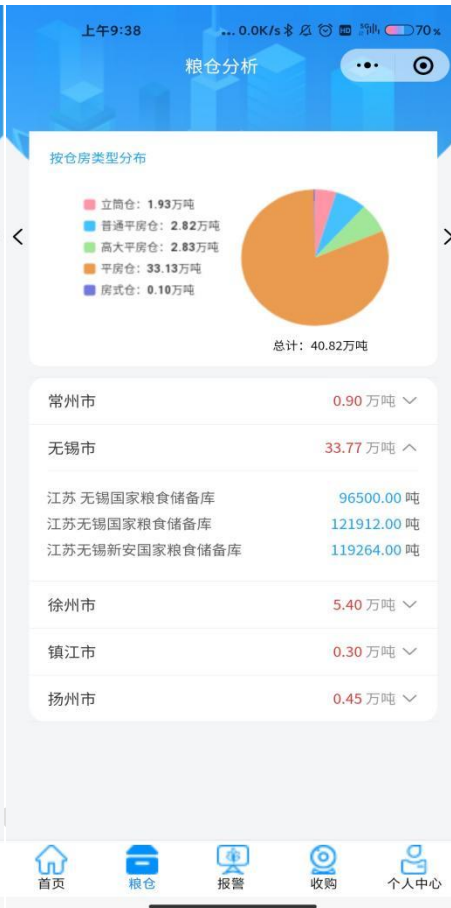 上午9:38 ... 0.0K/s HD 5G 70%
粮仓分析
按仓房类型分布
立筒仓：1.93万吨
普通平房仓：2.82万吨
高大平房仓：2.83万吨
平房仓：33.13万吨
房式仓：0.10万吨
总计：40.82万吨
常州市 0.90 万吨
无锡市 33.77 万吨
江苏 无锡国家粮食储备库 96500.00 吨
江苏无锡国家粮食储备库 121912.00 吨
江苏无锡新安国家粮食储备库 119264.00 吨
徐州市 5.40 万吨
镇江市 0.30 万吨
扬州市 0.45 万吨
首页 粮仓 报警 收购 个人中心